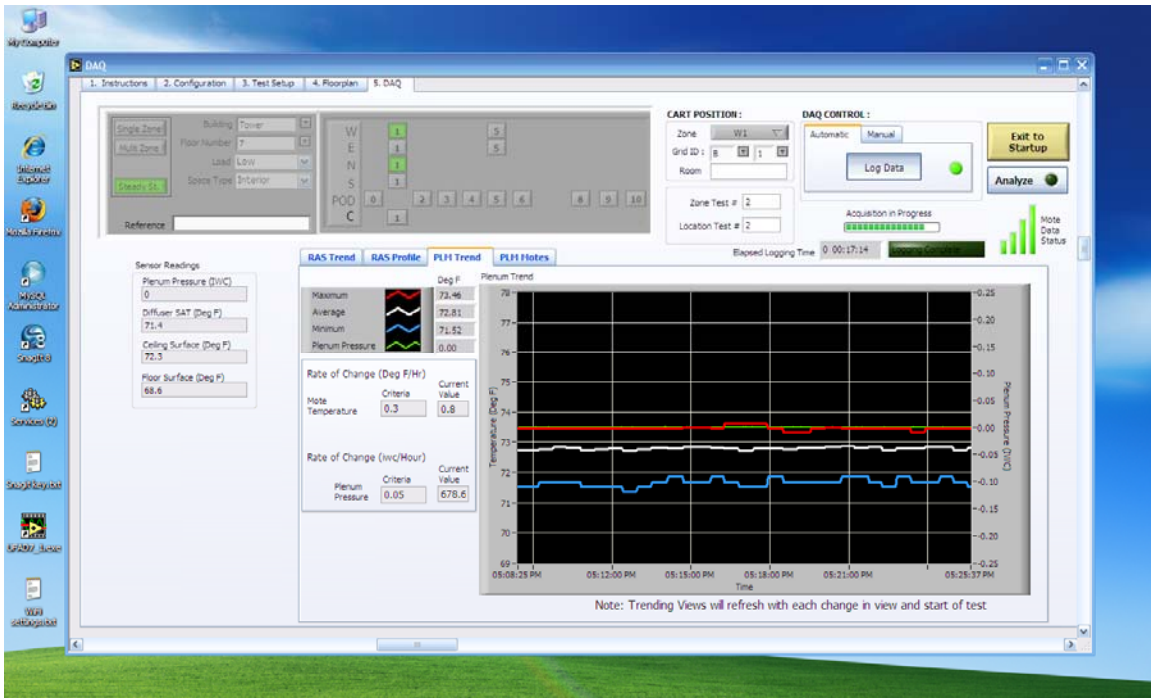 My Computer
Recycle Bin
Internet
Explorer
Mozilla Firefox
MySQL
Administrator
SnagIt 8
Services (2)
SnagitKey.txt
WiFi
settings.txt
DAQ
1. Instructions 2. Configuration 3. Test Setup 4. Floorplan 5. DAQ
Single Zone
Multi Zone
Steady St.
Building Tower
Floor Number 7
Load Low
Space Type Interior
Reference
W 1 5
E 1 5
N 1
S 1
POD 0 2 3 4 5 6 8 9 10
C 1
CART POSITION :
Zone W1
Grid ID : B 1
Room
Zone Test # 2
Location Test # 2
DAQ CONTROL :
Automatic Manual
Log Data
Exit to
Startup
Analyze
Acquisition in Progress
Elapsed Logging Time 0 00:17:14
Mote
Data
Status
Sensor Readings
Plenum Pressure (IWC)
0
Diffuser SAT (Deg F)
71.4
Ceiling Surface (Deg F)
72.3
Floor Surface (Deg F)
68.6
RAS Trend RAS Profile PLM Trend PLM Motes
Deg F
Maximum 73.46
Average 72.81
Minimum 71.52
Plenum Pressure 0.00
Rate of Change (Deg F/Hr)
Criteria Current Value
Mote Temperature 0.3 0.8
Rate of Change (iwc/Hour)
Criteria Current Value
Plenum Pressure 0.05 678.6
Plenum Trend
78
77
76
75
74
73
72
71
70
69
Temperature (Deg F)
0.25
0.20
0.15
0.10
0.05
0.00
-0.05
-0.10
-0.15
-0.20
-0.25
Plenum Pressure (IWC)
05:08:25 PM 05:12:00 PM 05:15:00 PM 05:18:00 PM 05:21:00 PM 05:25:37 PM
Time
Note: Trending Views will refresh with each change in view and start of test